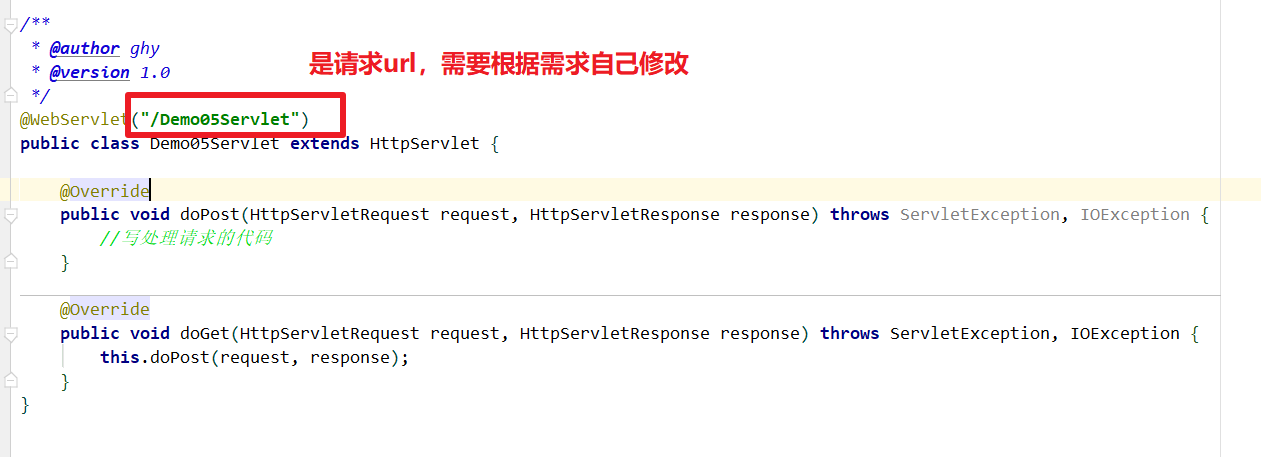 /**
 * @author ghy
 * @version 1.0
是请求url，需要根据需求自己修改
 */
@WebServlet("/Demo05Servlet")
public class Demo05Servlet extends HttpServlet {
    @Override
    public void doPost(HttpServletRequest request, HttpServletResponse response) throws ServletException, IOException {
        //写处理请求的代码
    }
    @Override
    public void doGet(HttpServletRequest request, HttpServletResponse response) throws ServletException, IOException {
        this.doPost(request, response);
    }
}